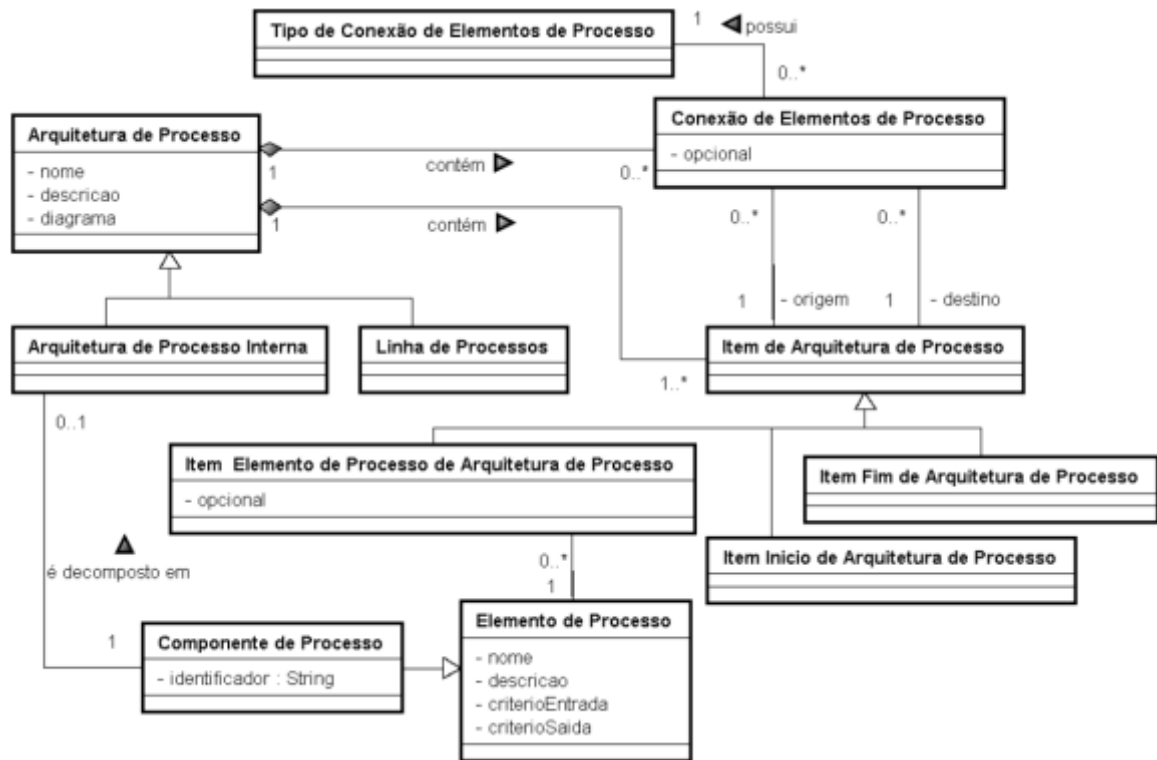 Tipo de Conexão de Elementos de Processo
1
possui
0..*
Conexão de Elementos de Processo
- opcional
Arquitetura de Processo
- nome
- descricao
- diagrama
1
contém
0..*
1
contém
0..*
0..*
1
- origem
1
- destino
Arquitetura de Processo Interna
Linha de Processos
Item de Arquitetura de Processo
1..*
0..1
Item Elemento de Processo de Arquitetura de Processo
- opcional
Item Fim de Arquitetura de Processo
Item Inicio de Arquitetura de Processo
é decomposto em
0..*
1
1
Componente de Processo
- identificador : String
Elemento de Processo
- nome
- descricao
- criterioEntrada
- criterioSaida